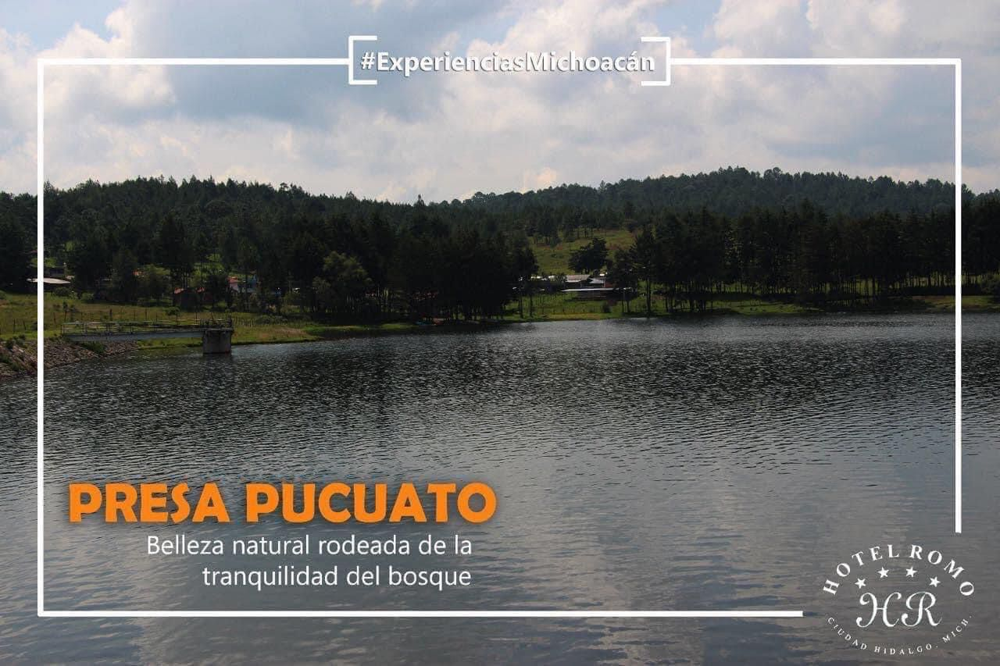 #ExperienciasMichoacán
PRESA PUCUATO
Belleza natural rodeada de la
tranquilidad del bosque
HOTEL ROMO
HR
CIUDAD HIDALGO, MICH.